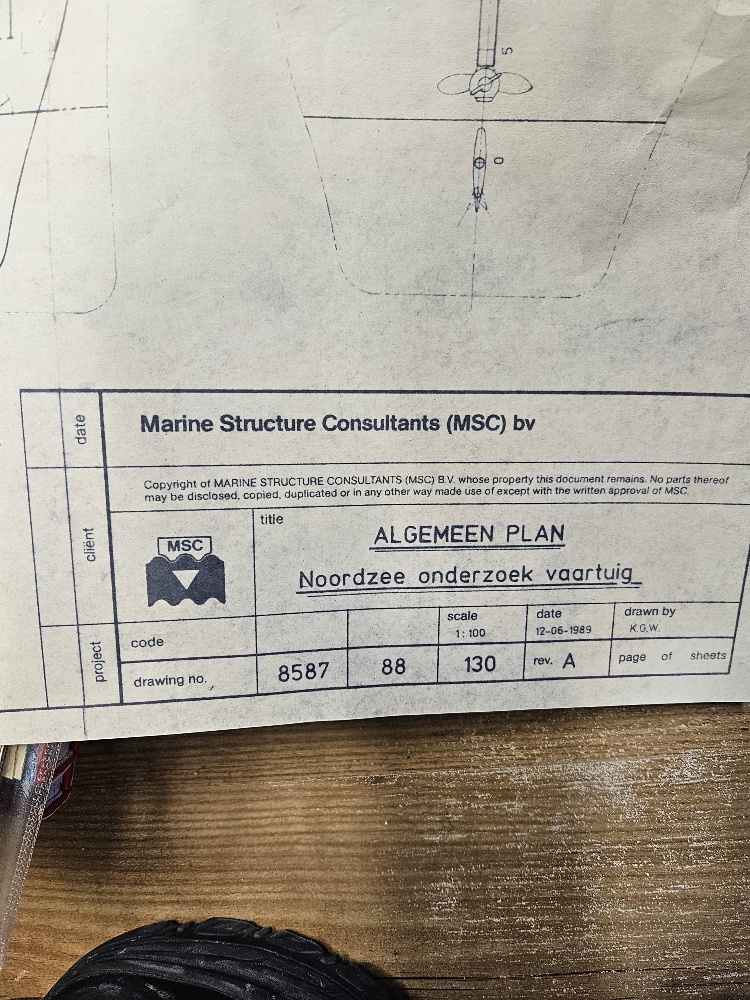 5
0
date
Marine Structure Consultants (MSC) bv
Copyright of MARINE STRUCTURE CONSULTANTS (MSC) B.V. whose property this document remains. No parts thereof
may be disclosed, copied, duplicated or in any other way made use of except with the written approval of MSC.
cliënt
MSC
title
ALGEMEEN PLAN
Noordzee onderzoek vaartuig
project
code
scale
1:100
date
12-06-1989
drawn by
K.G.W.
drawing no.
8587
88
130
rev. A
page of sheets